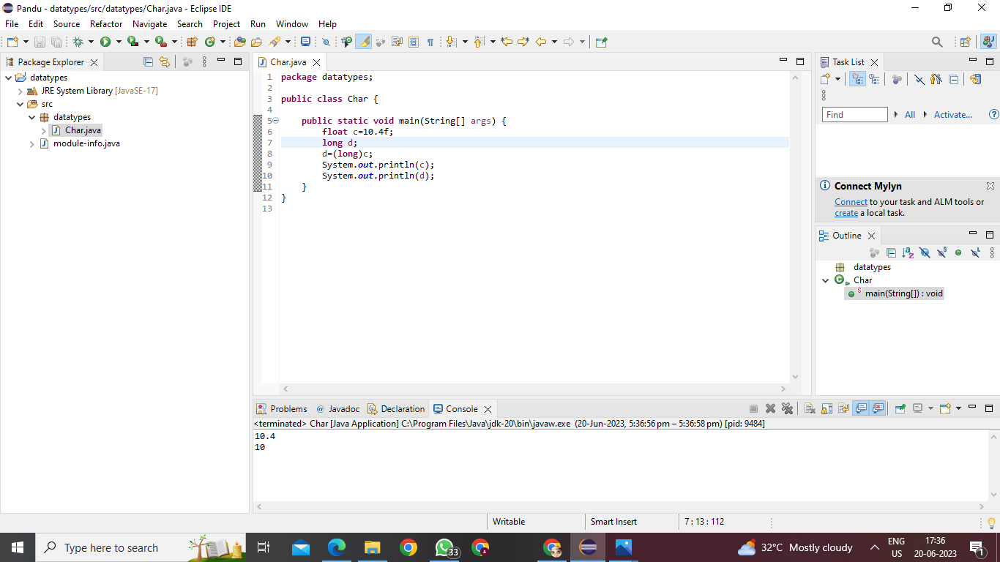 Pandu - datatypes/src/datatypes/Char.java - Eclipse IDE
File Edit Source Refactor Navigate Search Project Run Window Help
Package Explorer
datatypes
JRE System Library [JavaSE-17]
src
datatypes
Char.java
module-info.java
Char.java
1 package datatypes;
2
3 public class Char {
4
5 public static void main(String[] args) {
6 float c=10.4f;
7 long d;
8 d=(long)c;
9 System.out.println(c);
10 System.out.println(d);
11 }
12 }
13
Task List
Find All Activate...
Connect Mylyn
Connect to your task and ALM tools or
create a local task.
Outline
datatypes
Char
main(String[]) : void
Problems @ Javadoc Declaration Console
<terminated> Char [Java Application] C:\Program Files\Java\jdk-20\bin\javaw.exe (20-Jun-2023, 5:36:56 pm – 5:36:58 pm) [pid: 9484]
10.4
10
Writable Smart Insert 7 : 13 : 112
Type here to search
33
32°C Mostly cloudy
ENG
US
17:36
20-06-2023
1